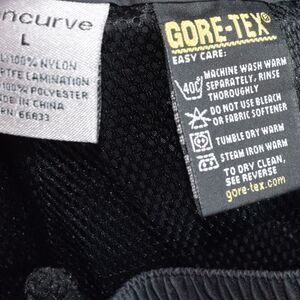 ncurve
L
100% NYLON
PTFE LAMINATION
100% POLYESTER
MADE IN CHINA
66833
GORE-TEX®
EASY CARE:
40C
MACHINE WASH WARM
SEPARATELY, RINSE
THOROUGHLY
DO NOT USE BLEACH
OR FABRIC SOFTENER
TUMBLE DRY WARM
STEAM IRON WARM
TO DRY CLEAN,
SEE REVERSE
gore-tex.com